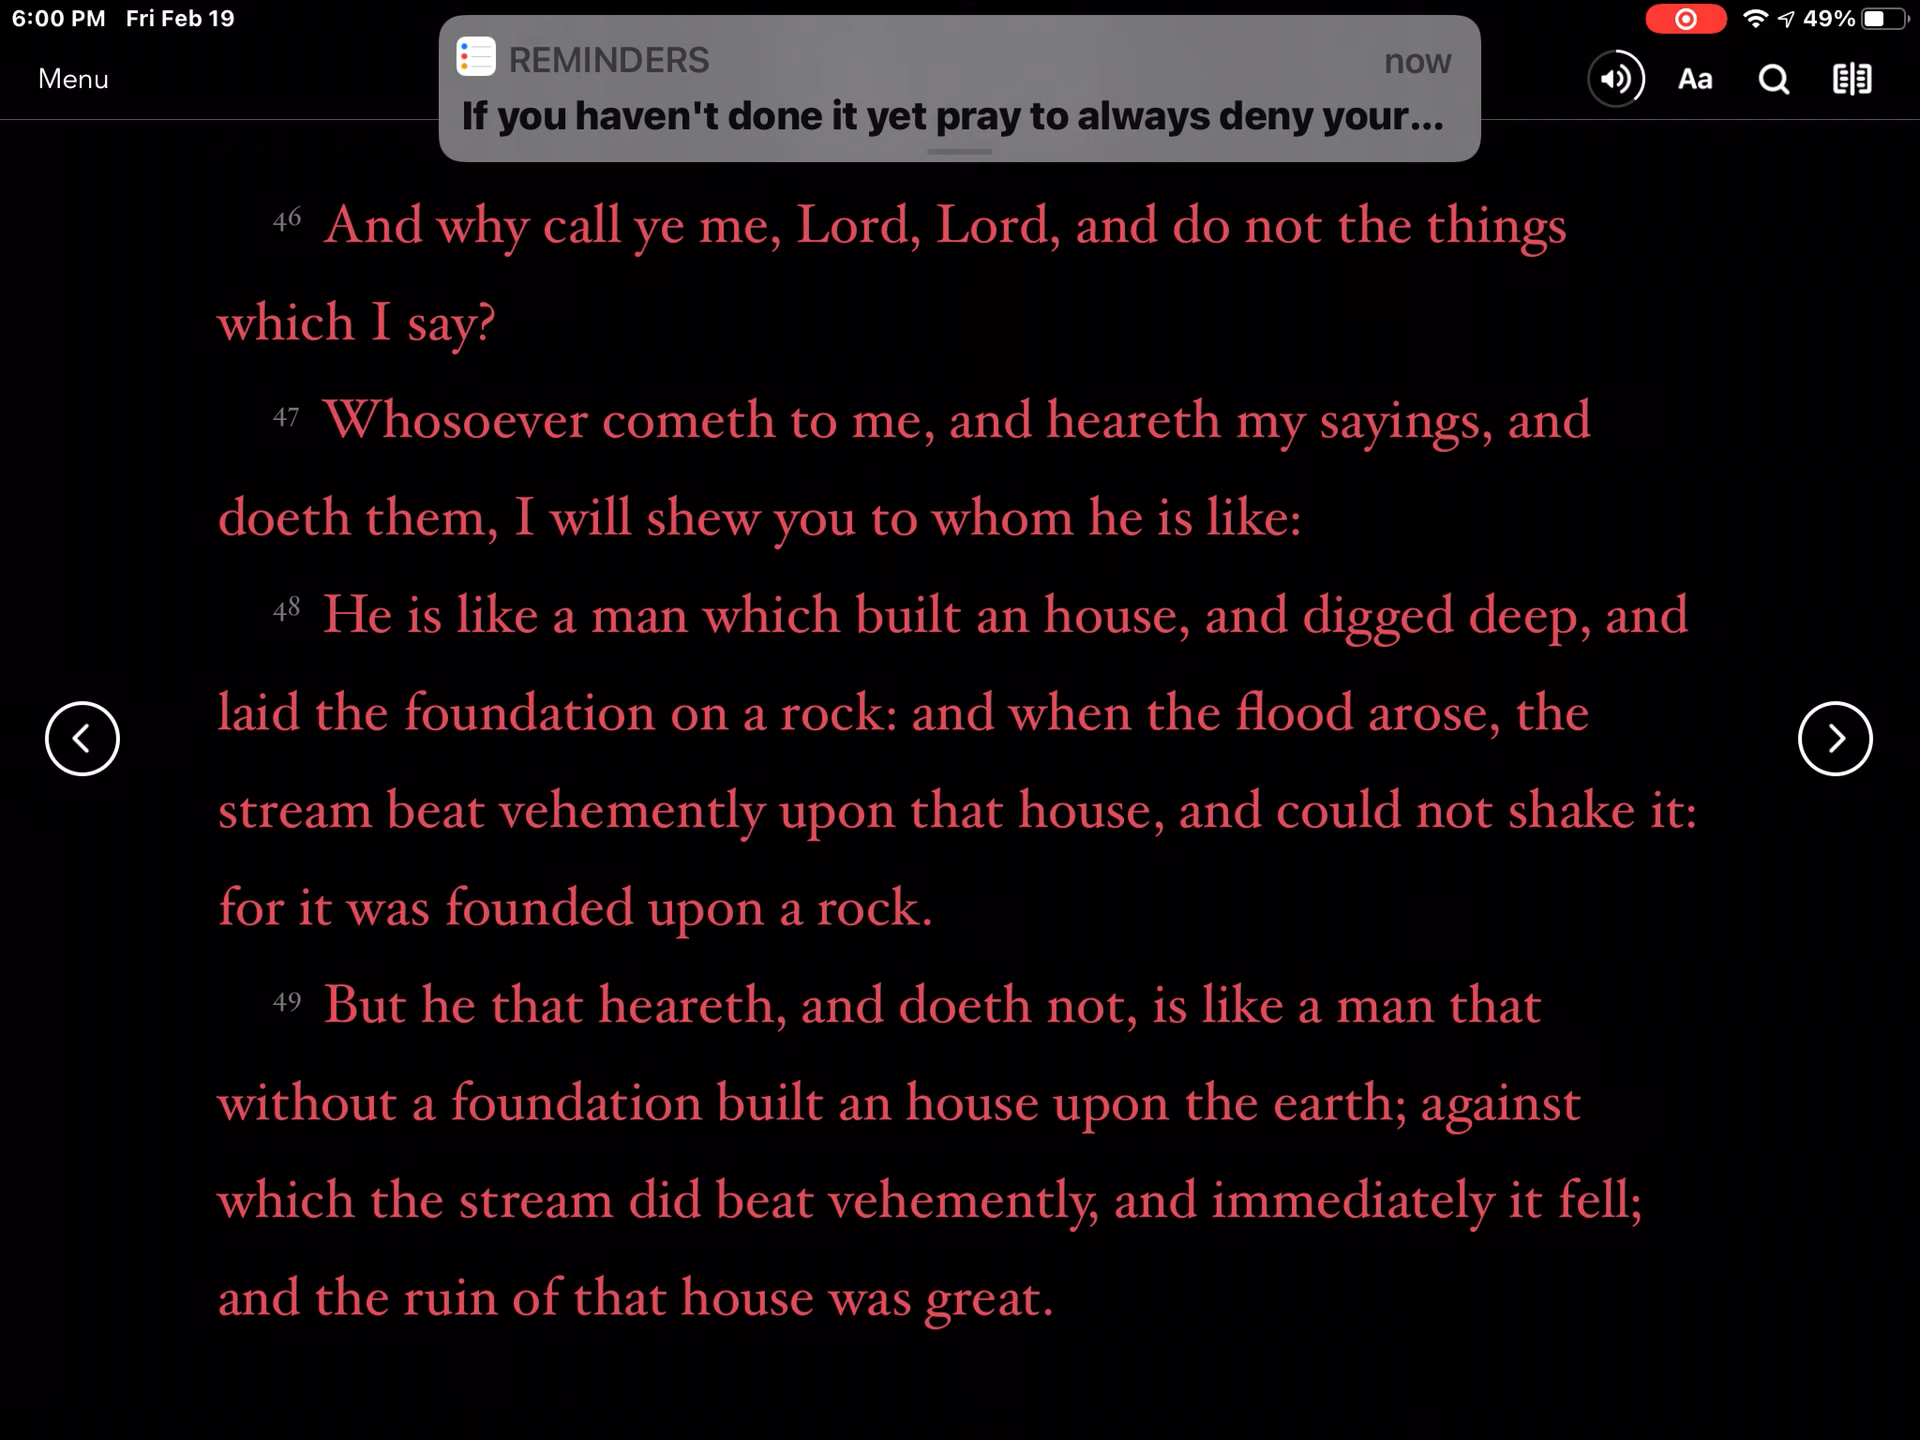 6:00 PM Fri Feb 19
49%
Menu
REMINDERS
now
Aa
If you haven't done it yet pray to always deny your...
46 And why call ye me, Lord, Lord, and do not the things
which I say?
47 Whosoever cometh to me, and heareth my sayings, and
doeth them, I will shew you to whom he is like:
48 He is like a man which built an house, and digged deep, and
laid the foundation on a rock: and when the flood arose, the
stream beat vehemently upon that house, and could not shake it:
for it was founded upon a rock.
49 But he that heareth, and doeth not, is like a man that
without a foundation built an house upon the earth; against
which the stream did beat vehemently, and immediately it fell;
and the ruin of that house was great.